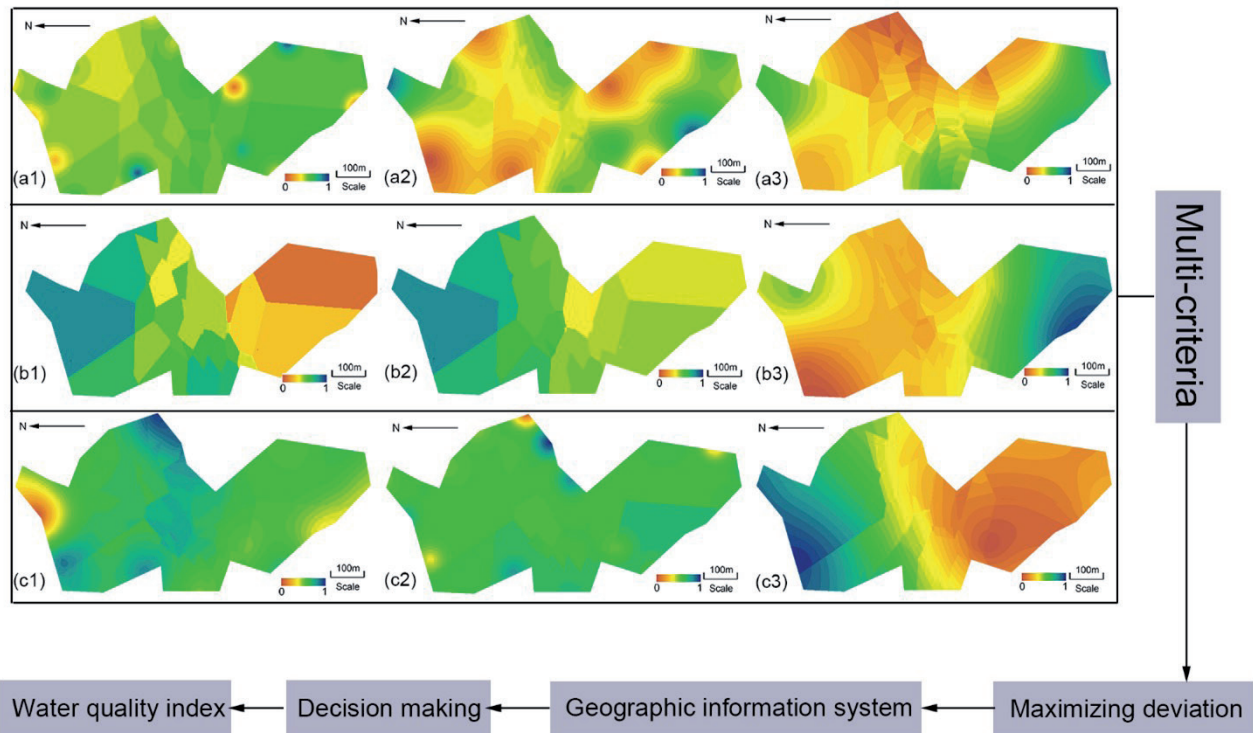 N
(a1)
100m
0 1 Scale
N
(a2)
100m
0 1 Scale
N
(a3)
100m
0 1 Scale
N
(b1)
100m
0 1 Scale
N
(b2)
100m
0 1 Scale
N
(b3)
100m
0 1 Scale
N
(c1)
100m
0 1 Scale
N
(c2)
100m
0 1 Scale
N
(c3)
100m
0 1 Scale
Multi-criteria
Water quality index
Decision making
Geographic information system
Maximizing deviation